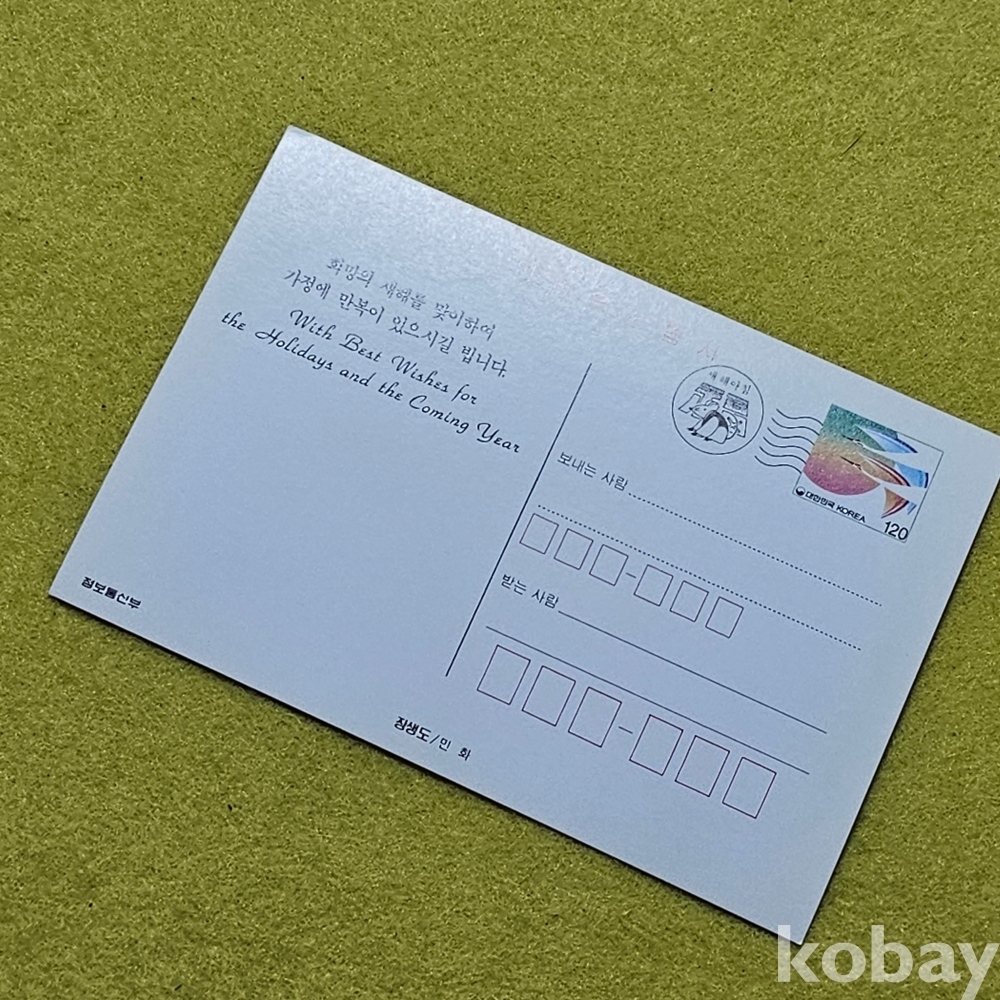 희망의 새해를 맞이하여
가정에 만복이 있으시길 빕니다.
With Best Wishes for
the Holidays and the Coming Year
정보통신부
새해아침
대한민국 KOREA
120
보내는 사람
받는 사람
/민 화
kobay